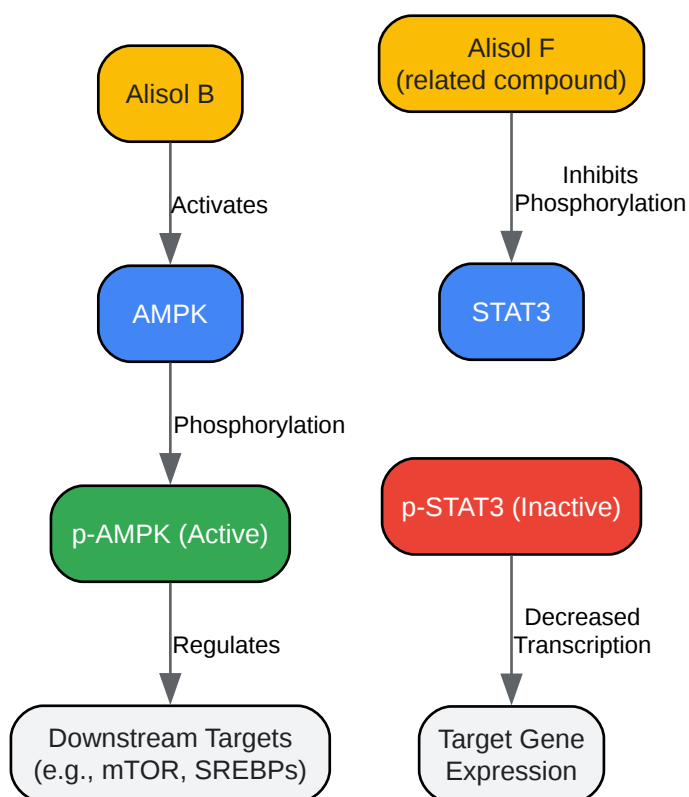 Alisol B
Activates
AMPK
Phosphorylation
p-AMPK (Active)
Regulates
Downstream Targets
(e.g., mTOR, SREBPs)
Alisol F
(related compound)
Inhibits
Phosphorylation
STAT3
p-STAT3 (Inactive)
Decreased
Transcription
Target Gene
Expression